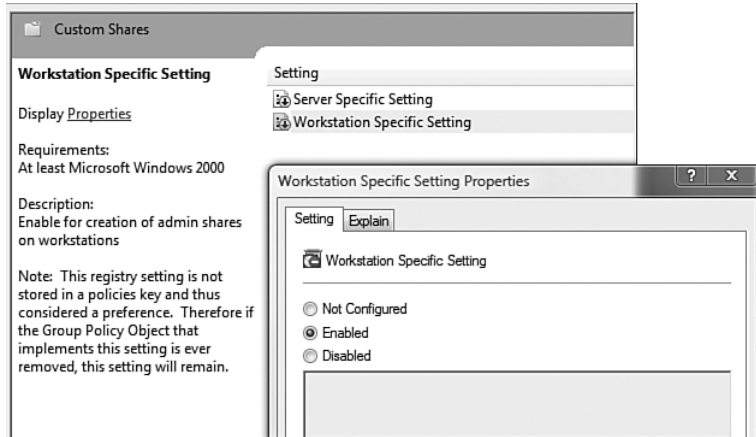 Custom Shares
Workstation Specific Setting
Display Properties
Requirements:
At least Microsoft Windows 2000
Description:
Enable for creation of admin shares
on workstations
Note: This registry setting is not
stored in a policies key and thus
considered a preference. Therefore if
the Group Policy Object that
implements this setting is ever
removed, this setting will remain.
Setting
Server Specific Setting
Workstation Specific Setting
Workstation Specific Setting Properties
? X
Setting Explain
Workstation Specific Setting
Not Configured
Enabled
Disabled